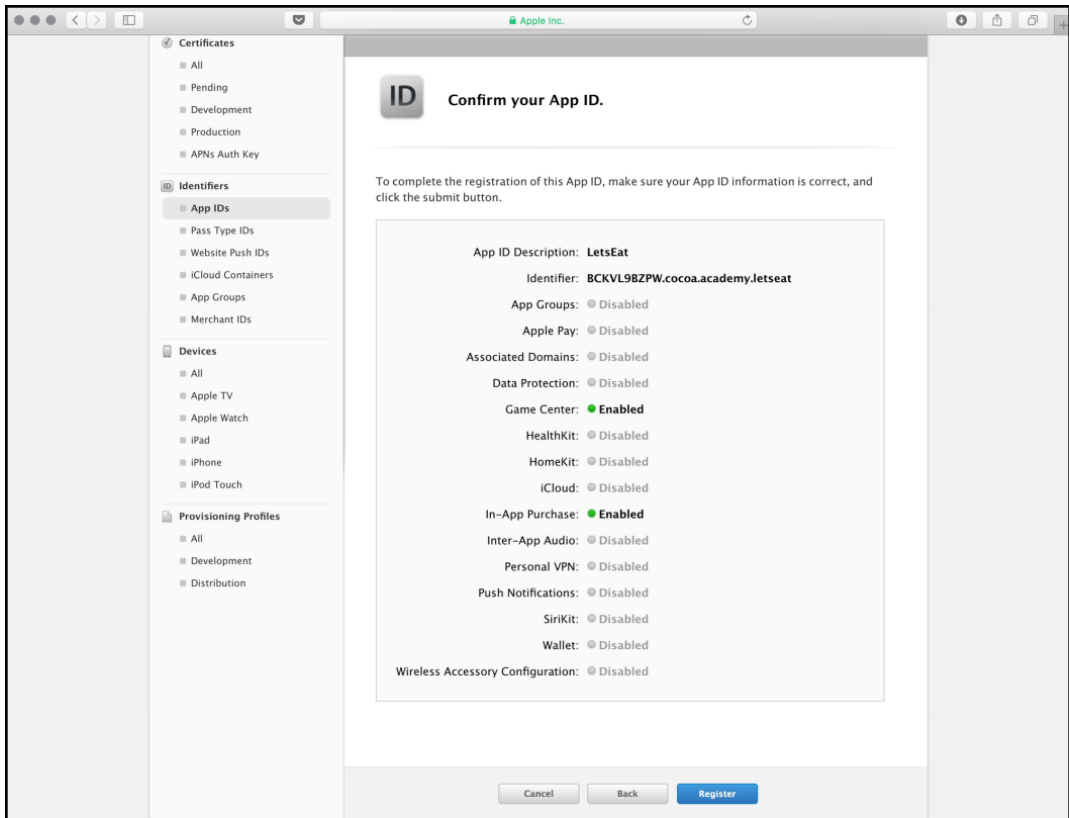 Apple Inc.
Certificates
All
Pending
Development
Production
APNs Auth Key
ID Identifiers
App IDs
Pass Type IDs
Website Push IDs
iCloud Containers
App Groups
Merchant IDs
Devices
All
Apple TV
Apple Watch
iPad
iPhone
iPod Touch
Provisioning Profiles
All
Development
Distribution
ID Confirm your App ID.
To complete the registration of this App ID, make sure your App ID information is correct, and
click the submit button.
App ID Description: LetsEat
Identifier: BCKVL9BZPW.cocoa.academy.letseat
App Groups: Disabled
Apple Pay: Disabled
Associated Domains: Disabled
Data Protection: Disabled
Game Center: Enabled
HealthKit: Disabled
HomeKit: Disabled
iCloud: Disabled
In-App Purchase: Enabled
Inter-App Audio: Disabled
Personal VPN: Disabled
Push Notifications: Disabled
SiriKit: Disabled
Wallet: Disabled
Wireless Accessory Configuration: Disabled
Cancel Back Register